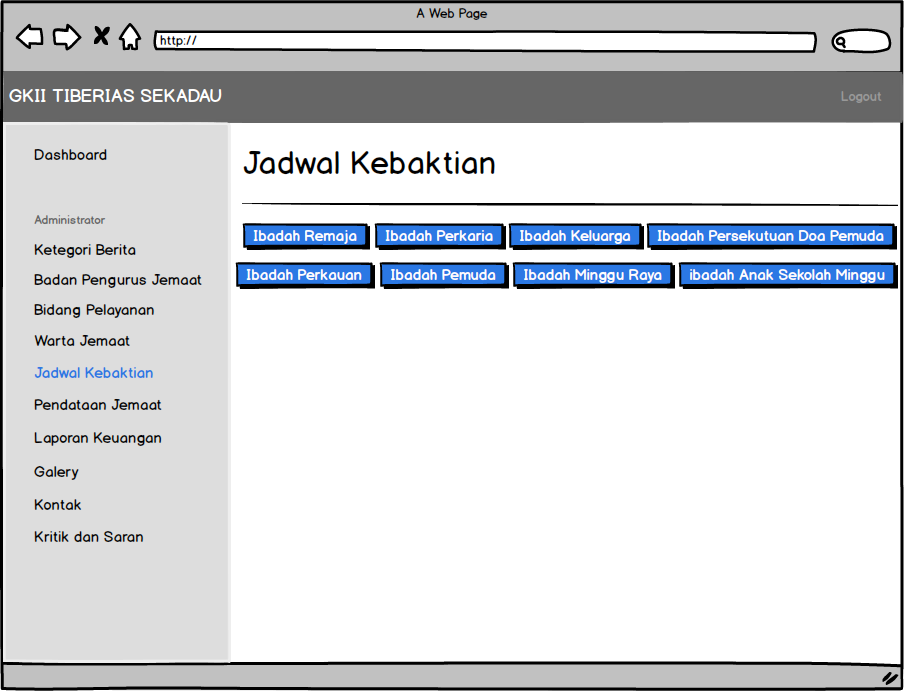 A Web Page
http://
GKII TIBERIAS SEKADAU
Logout
Dashboard
Administrator
Ketegori Berita
Badan Pengurus Jemaat
Bidang Pelayanan
Warta Jemaat
Jadwal Kebaktian
Pendataan Jemaat
Laporan Keuangan
Galery
Kontak
Kritik dan Saran
Jadwal Kebaktian
Ibadah Remaja Ibadah Perkaria Ibadah Keluarga Ibadah Persekutuan Doa Pemuda
Ibadah Perkauan Ibadah Pemuda Ibadah Minggu Raya ibadah Anak Sekolah Minggu